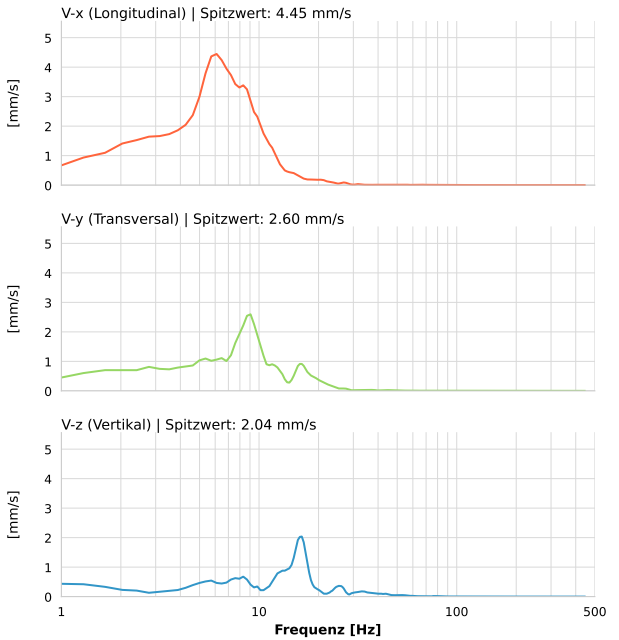 V-x (Longitudinal) | Spitzwert: 4.45 mm/s
[mm/s]
5
4
3
2
1
0
V-y (Transversal) | Spitzwert: 2.60 mm/s
[mm/s]
5
4
3
2
1
0
V-z (Vertikal) | Spitzwert: 2.04 mm/s
[mm/s]
5
4
3
2
1
0
1 10 100 500
Frequenz [Hz]